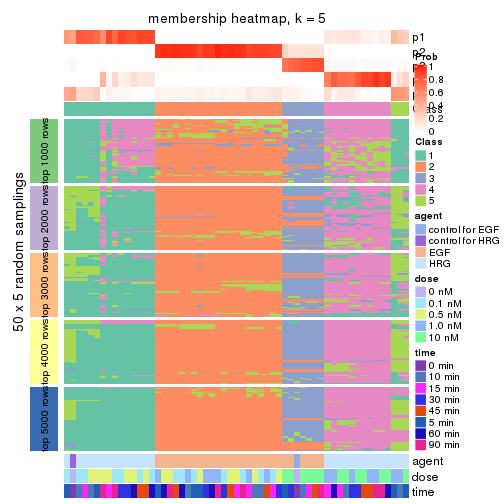 membership heatmap, k = 5
p1
p2
Prob
1
0.8
0.6
0.4
0.2
0
Class
Class
1
2
3
4
5
agent
control for EGF
control for HRG
EGF
HRG
dose
0 nM
0.1 nM
0.5 nM
1.0 nM
10 nM
time
0 min
10 min
15 min
30 min
45 min
5 min
60 min
90 min
50 x 5 random samplings
top 1000 rows
top 2000 rows
top 3000 rows
top 4000 rows
top 5000 rows
agent
dose
time